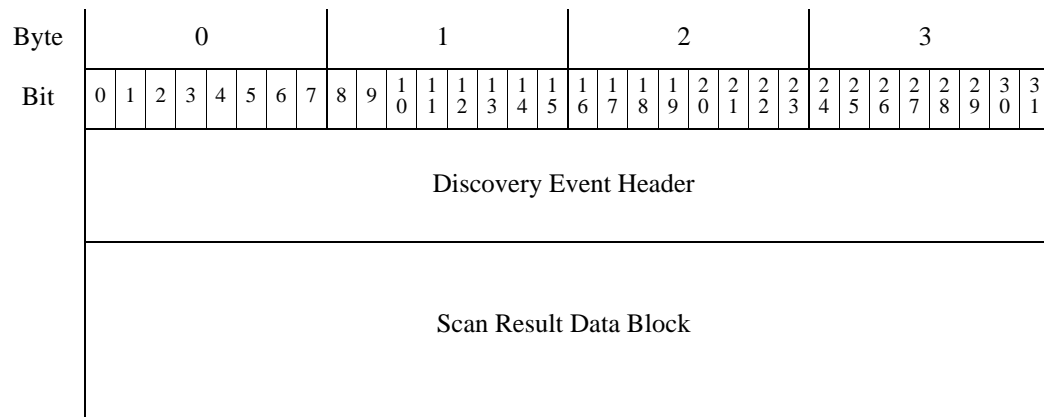 Byte 0 1 2 3
Bit 0 1 2 3 4 5 6 7 8 9 10 11 12 13 14 15 16 17 18 19 20 21 22 23 24 25 26 27 28 29 30 31
Discovery Event Header
Scan Result Data Block